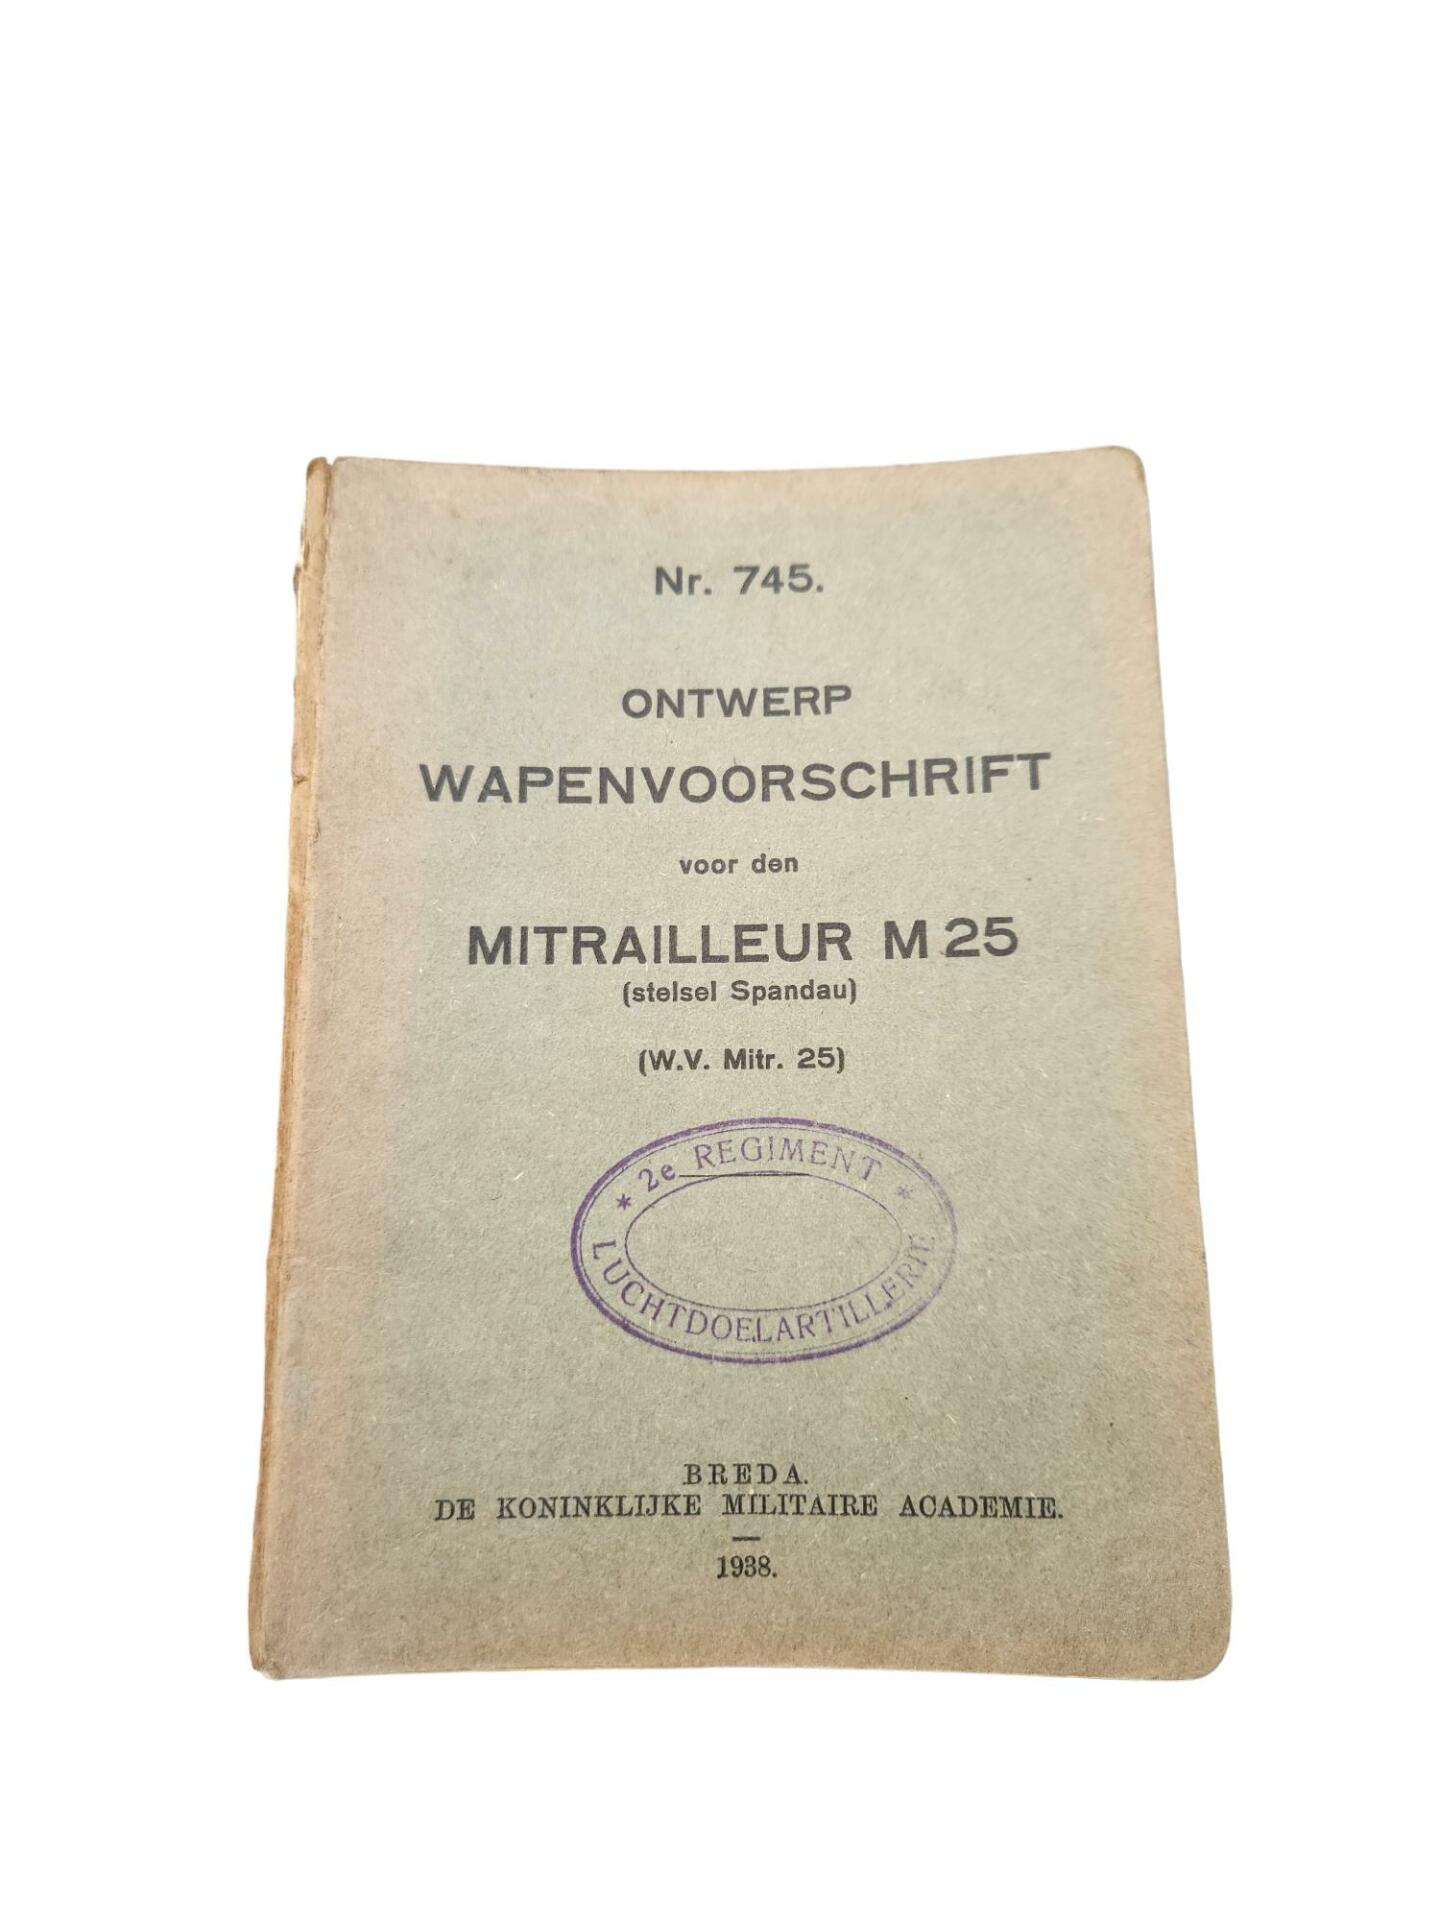 Nr. 745.
ONTWERP
WAPENVOORSCHRIFT
voor den
MITRAILLEUR M 25
(stelsel Spandau)
(W.V. Mitr. 25)
* 2e REGIMENT *
LUCHTDOELARTILLERIE
BREDA.
DE KONINKLIJKE MILITAIRE ACADEMIE.
1938.